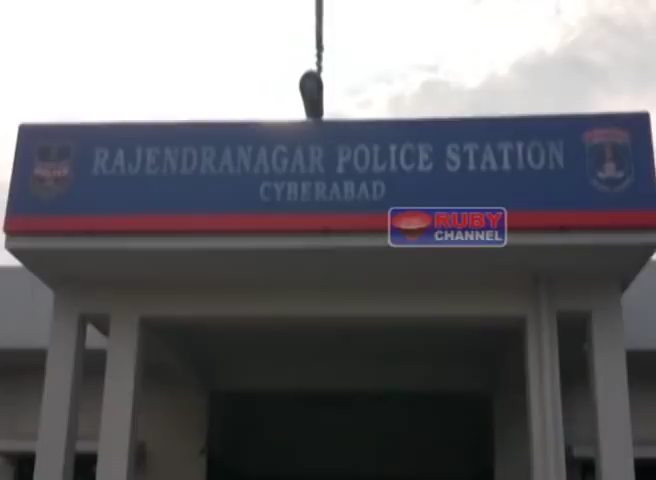 RAJENDRANAGAR POLICE STATION
CYBERABAD
RUBY
CHANNEL